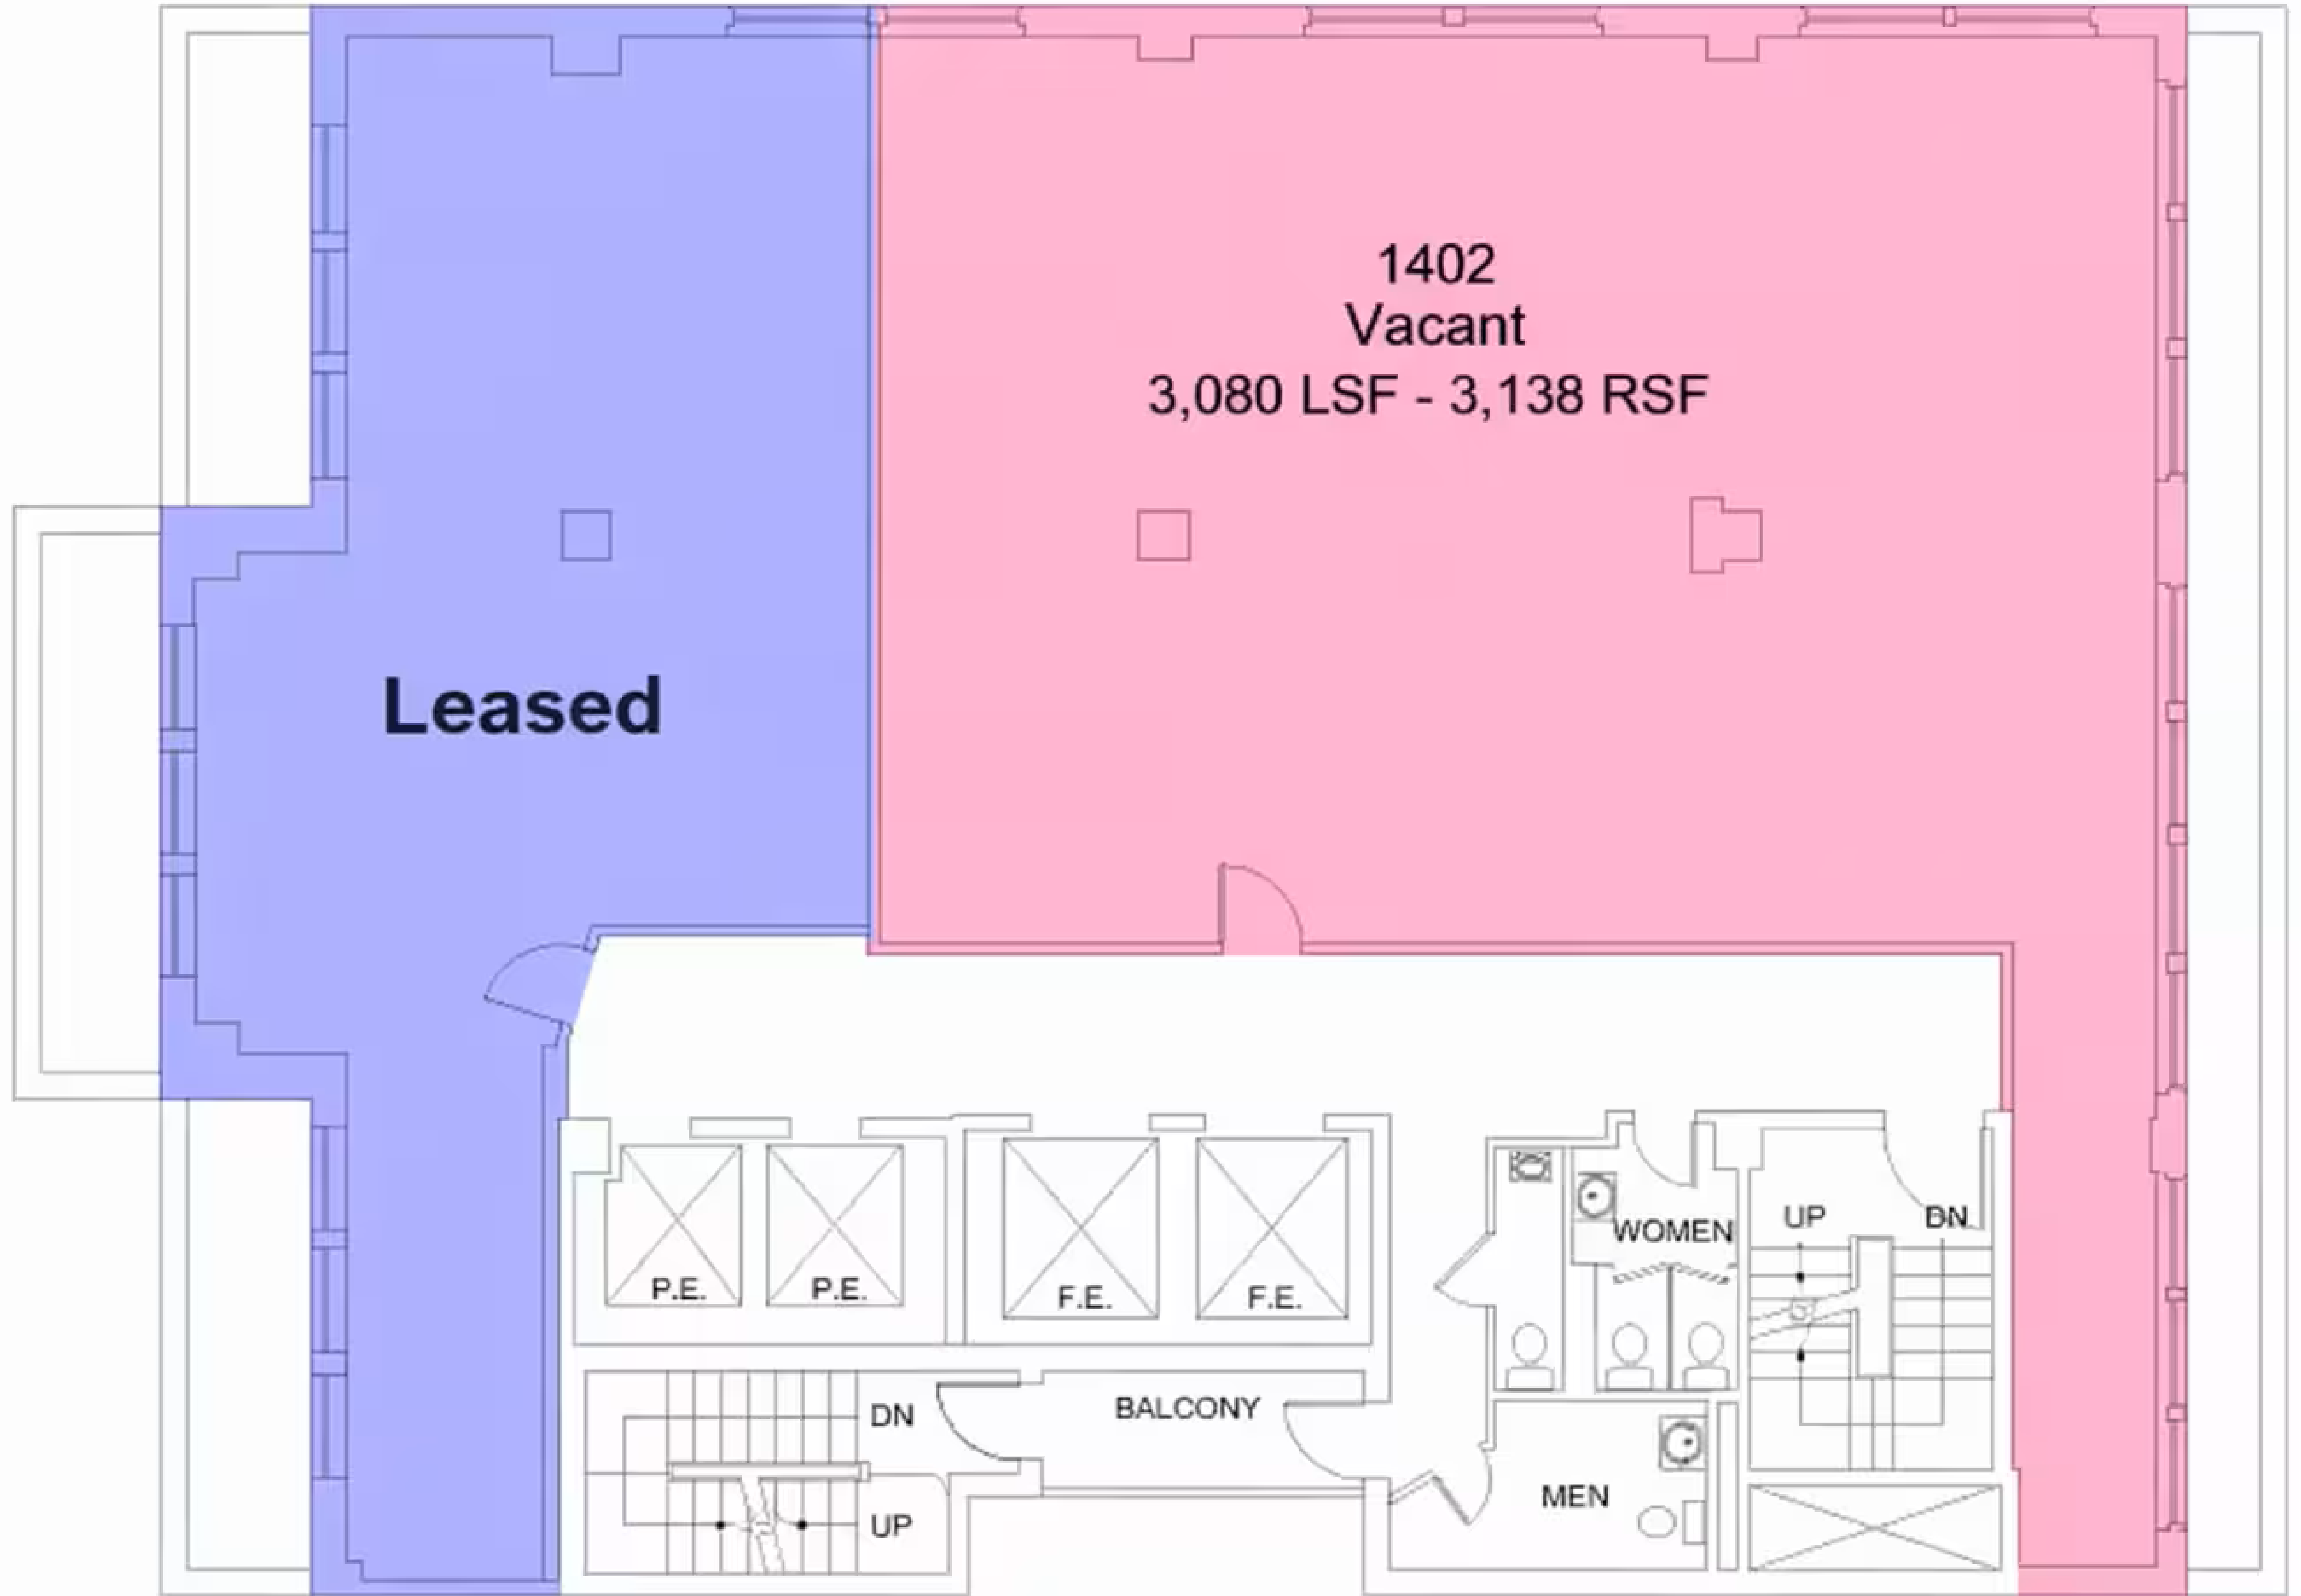 1402
Vacant
3,080 LSF - 3,138 RSF
Leased
WOMEN
UP
DN
P.E.
P.E.
F.E.
F.E.
DN
BALCONY
MEN
UP